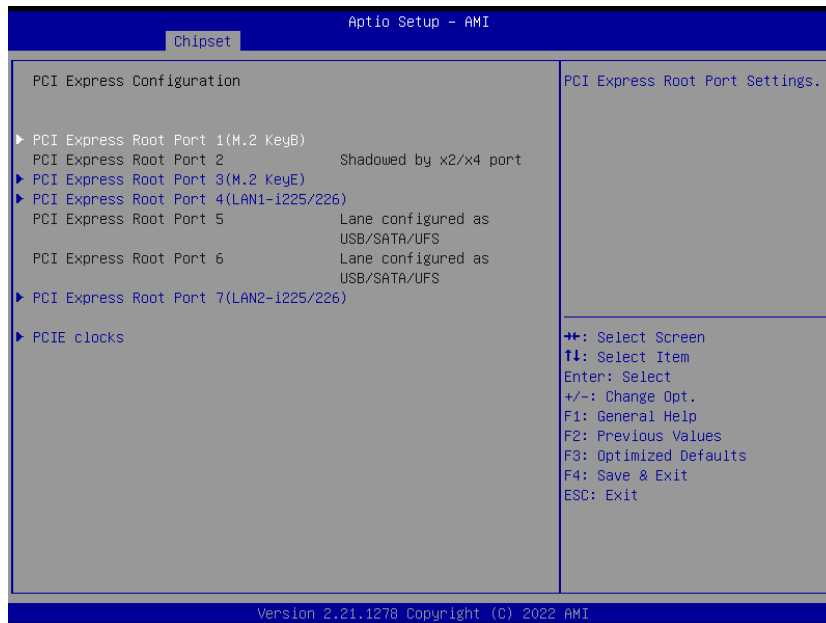 Aptio Setup – AMI
Chipset
PCI Express Configuration
PCI Express Root Port Settings.
▶ PCI Express Root Port 1(M.2 KeyB)
PCI Express Root Port 2 Shadowed by x2/x4 port
▶ PCI Express Root Port 3(M.2 KeyE)
▶ PCI Express Root Port 4(LAN1-i225/226)
PCI Express Root Port 5 Lane configured as
USB/SATA/UFS
PCI Express Root Port 6 Lane configured as
USB/SATA/UFS
▶ PCI Express Root Port 7(LAN2-i225/226)
▶ PCIE clocks
→←: Select Screen
↑↓: Select Item
Enter: Select
+/-: Change Opt.
F1: General Help
F2: Previous Values
F3: Optimized Defaults
F4: Save & Exit
ESC: Exit
Version 2.21.1278 Copyright (C) 2022 AMI